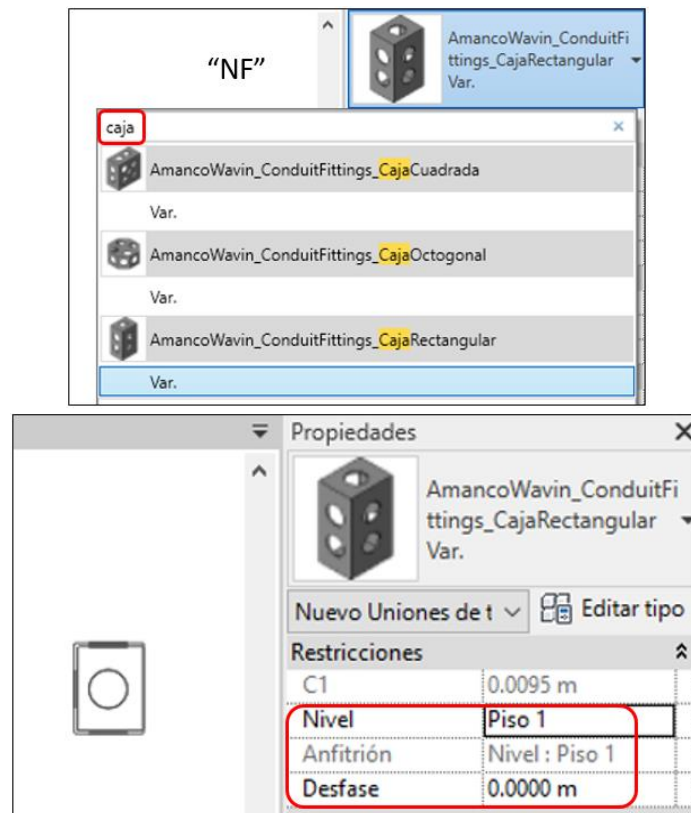 “NF”
AmancoWavin_ConduitFi
ttings_CajaRectangular
Var.
caja
AmancoWavin_ConduitFittings_CajaCuadrada
Var.
AmancoWavin_ConduitFittings_CajaOctogonal
Var.
AmancoWavin_ConduitFittings_CajaRectangular
Var.
Propiedades
AmancoWavin_ConduitFi
ttings_CajaRectangular
Var.
Nuevo Uniones de t
Editar tipo
Restricciones
C1 0.0095 m
Nivel Piso 1
Anfitrión Nivel : Piso 1
Desfase 0.0000 m